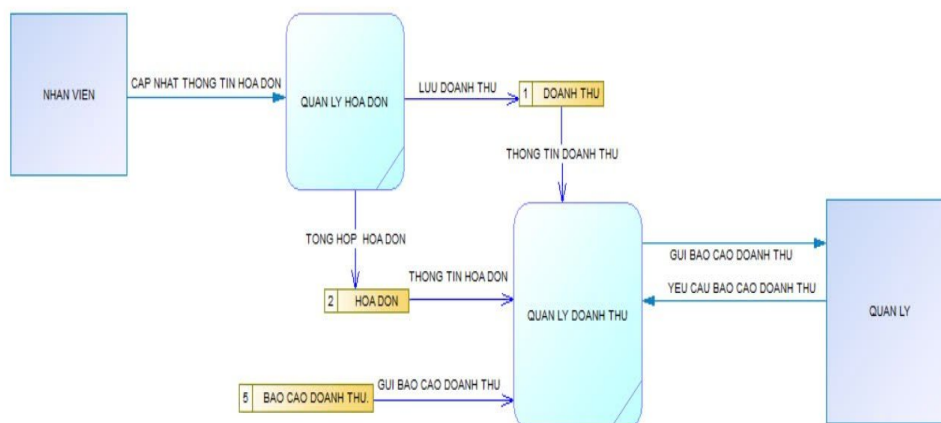 NHAN VIEN
CAP NHAT THONG TIN HOA DON
QUAN LY HOA DON
LUU DOANH THU
1 DOANH THU
THONG TIN DOANH THU
TONG HOP HOA DON
2 HOA DON
THONG TIN HOA DON
QUAN LY DOANH THU
GUI BAO CAO DOANH THU
YEU CAU BAO CAO DOANH THU
QUAN LY
5 BAO CAO DOANH THU.
GUI BAO CAO DOANH THU